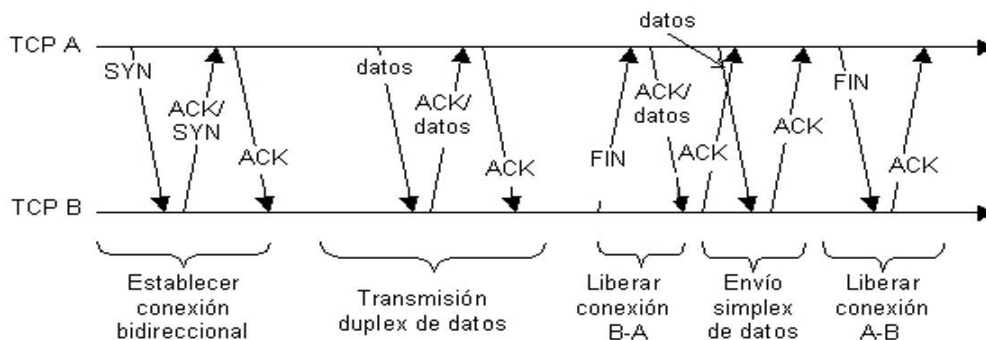 datos
TCP A
SYN
ACK/
SYN
ACK
datos
ACK/
datos
ACK
FIN
ACK/
datos
ACK
ACK
FIN
ACK
TCP B
Establecer
conexión
bidireccional
Transmisión
duplex de datos
Liberar
conexión
B-A
Envío
simplex
de datos
Liberar
conexión
A-B